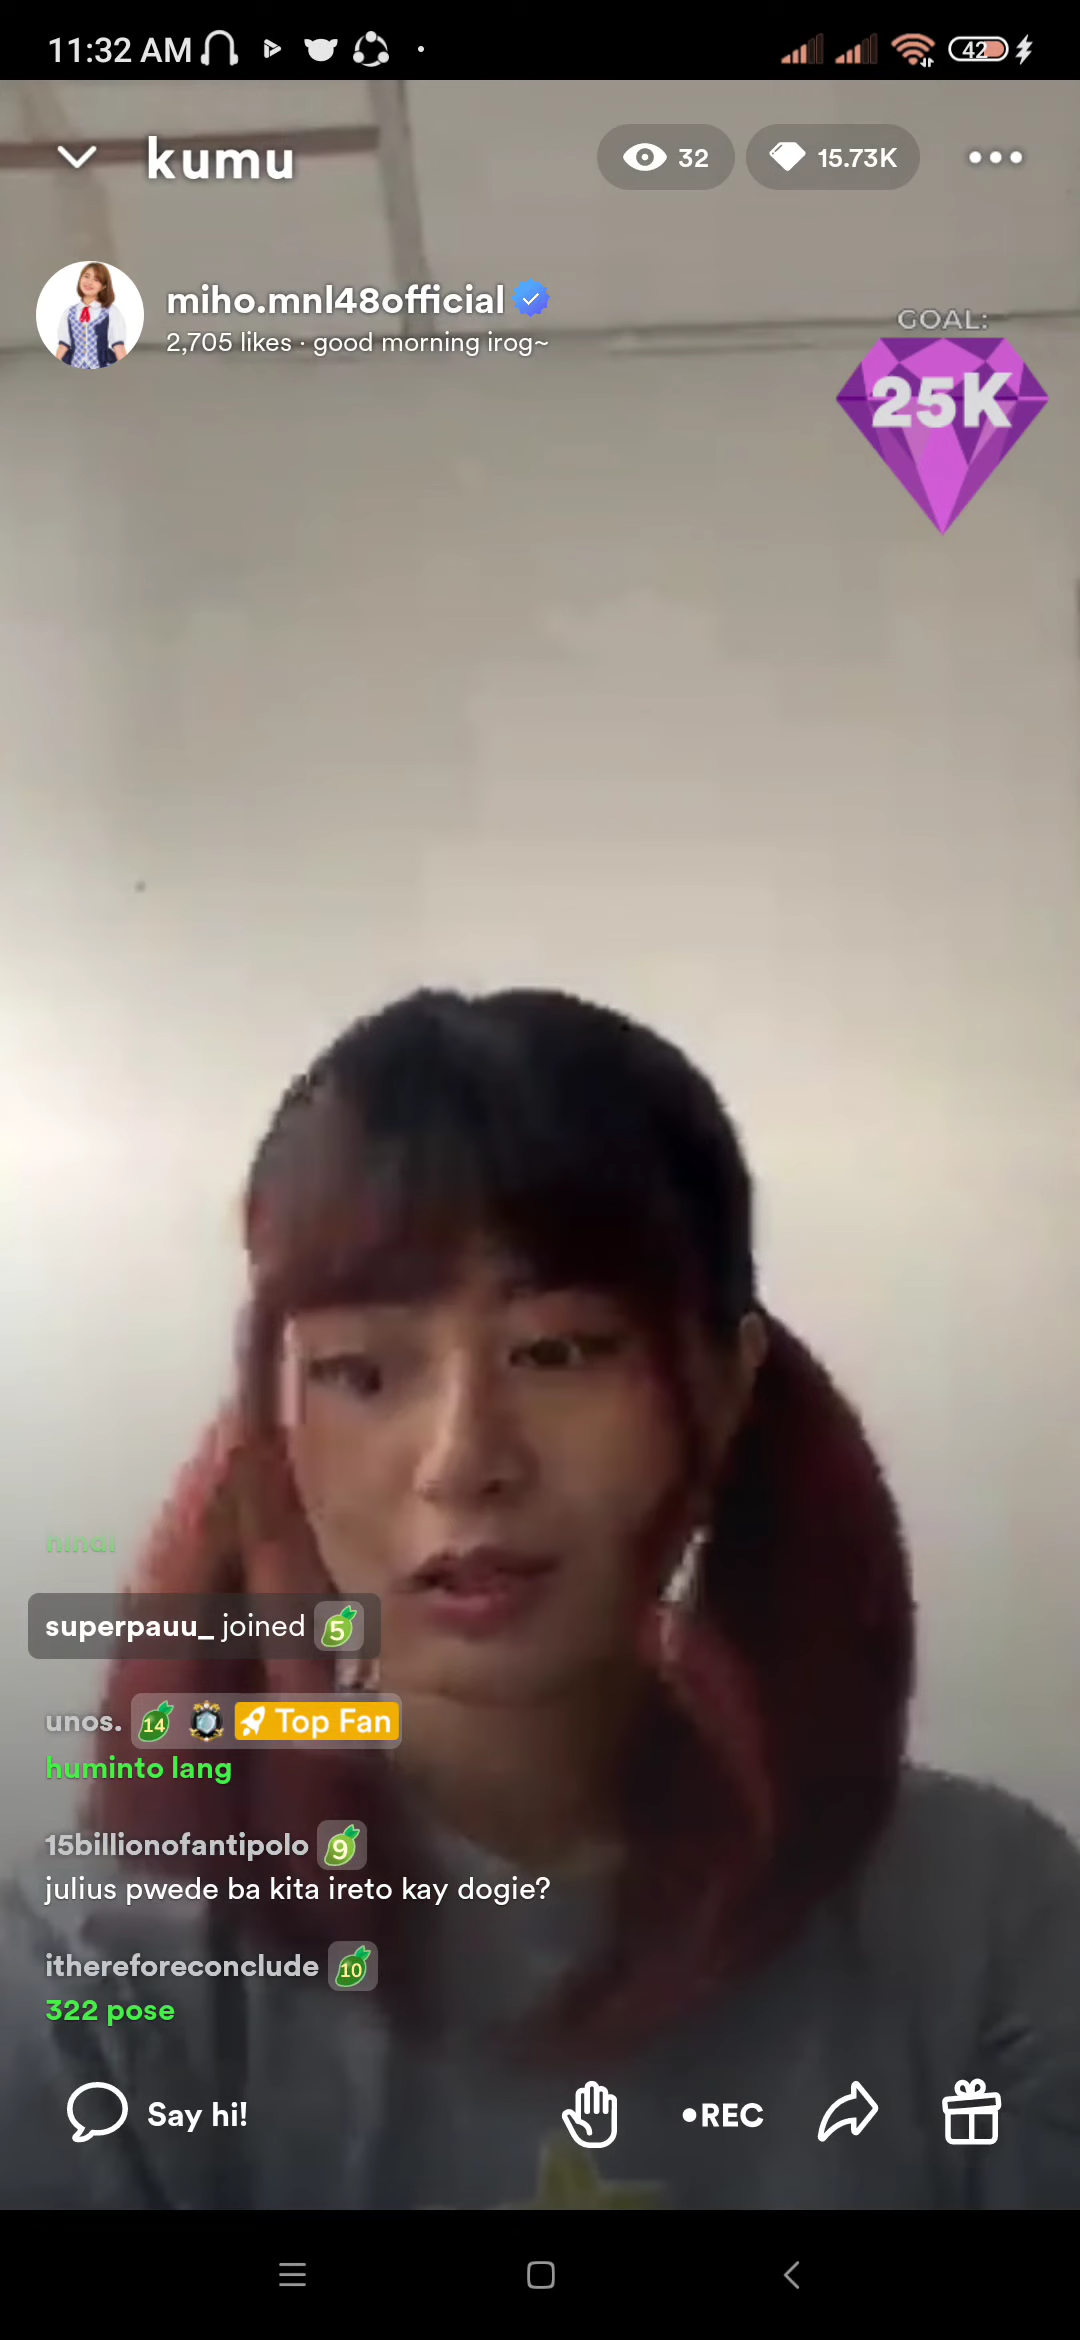 11:32 AM
42
kumu
32
15.73K
miho.mnl48official
2,705 likes · good morning irog~
GOAL:
25K
hindi
superpauu_ joined 5
unos. 14 Top Fan
huminto lang
15billionofantipolo 9
julius pwede ba kita ireto kay dogie?
ithereforeconclude 10
322 pose
Say hi!
•REC